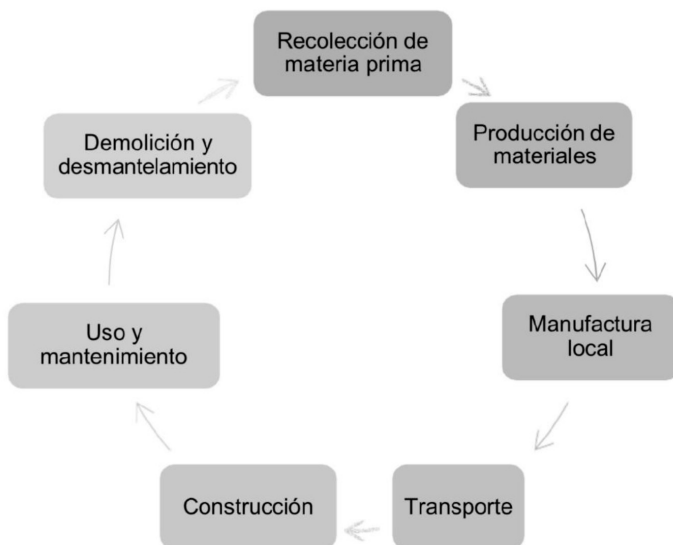 Recolección de
materia prima
Producción de
materiales
Manufactura
local
Transporte
Construcción
Uso y
mantenimiento
Demolición y
desmantelamiento